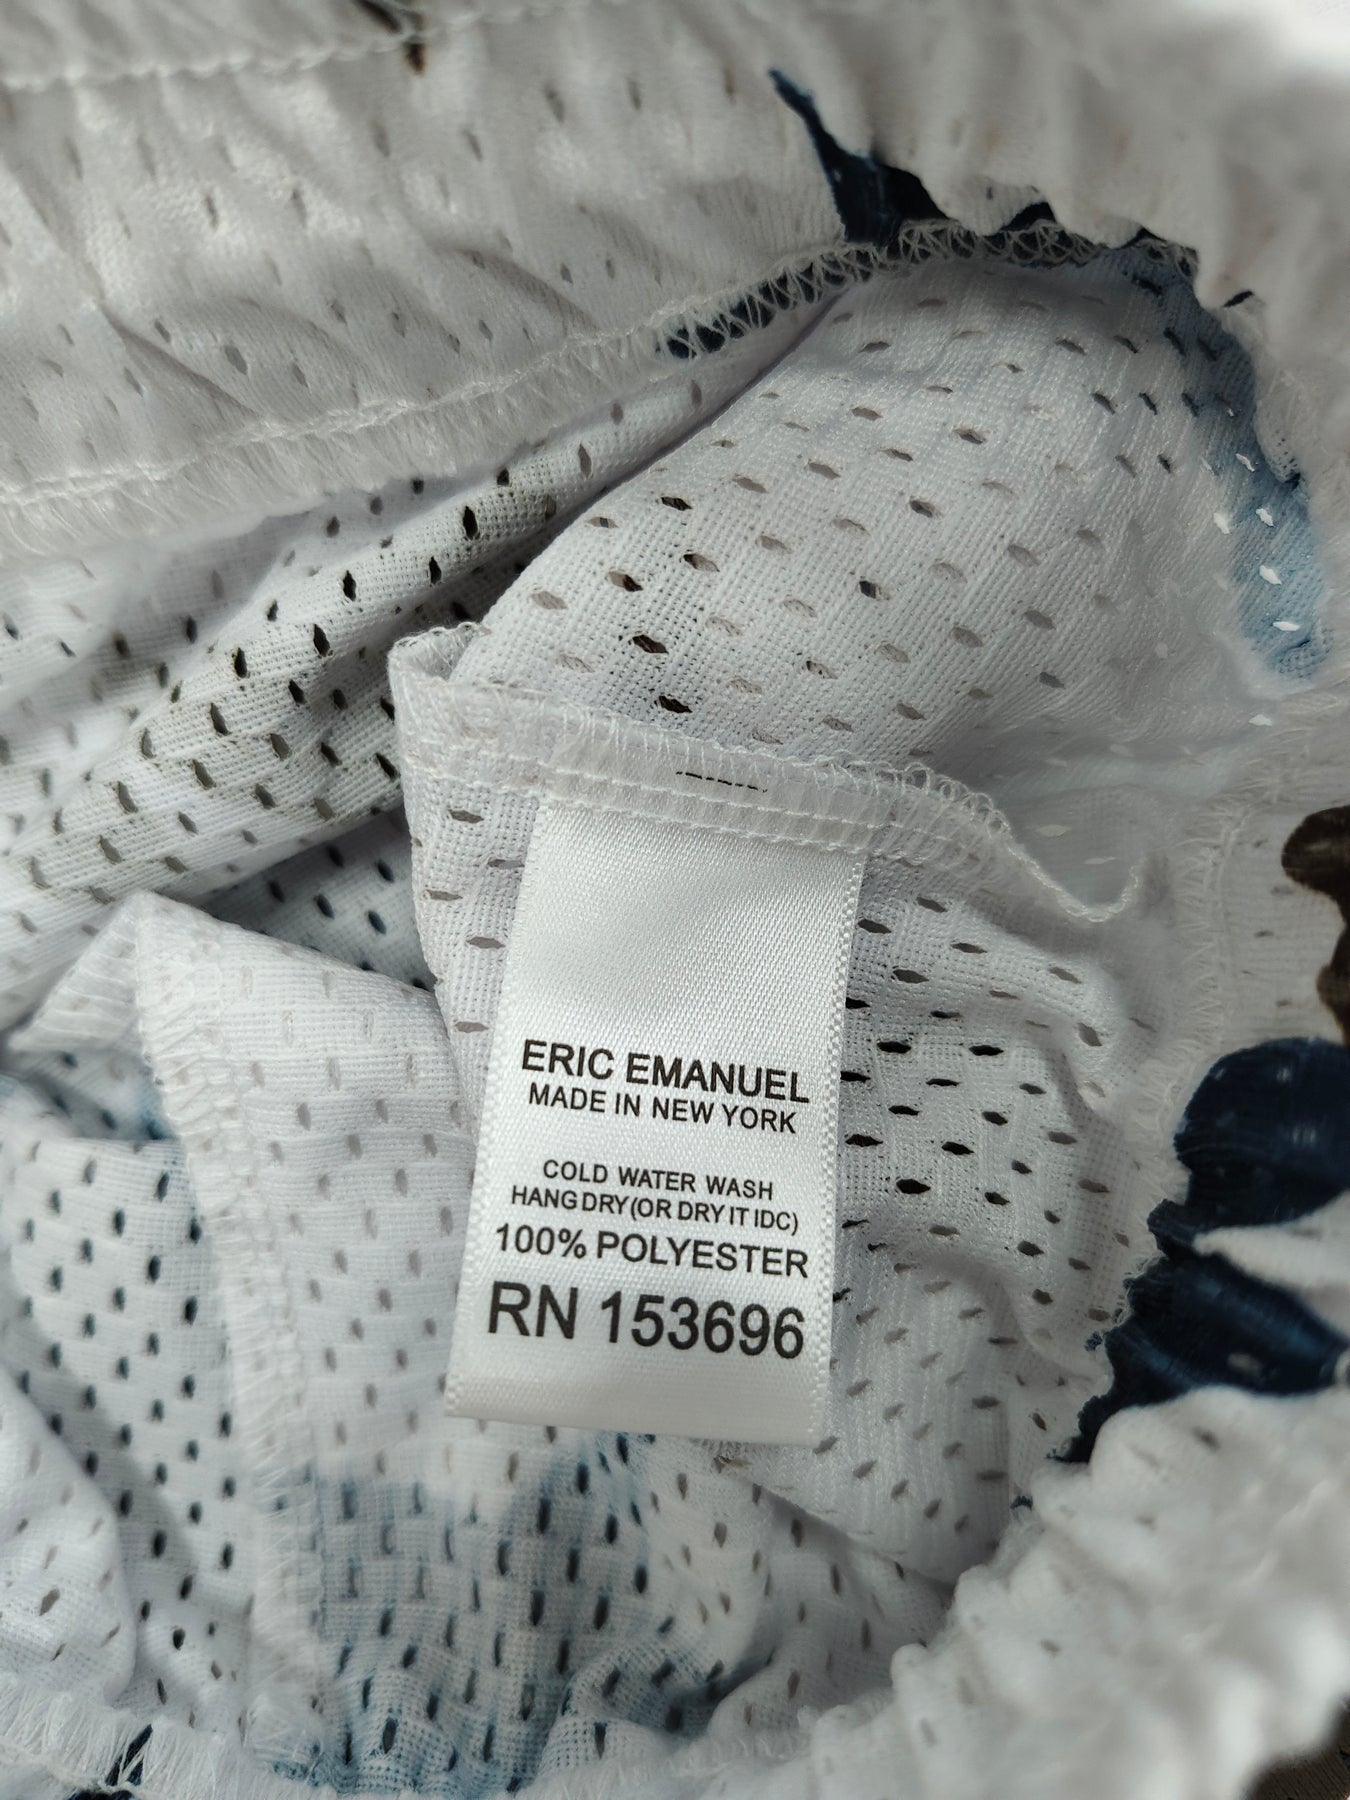 ERIC EMANUEL
MADE IN NEW YORK
COLD WATER WASH
HANG DRY (OR DRY IT IDC)
100% POLYESTER
RN 153696